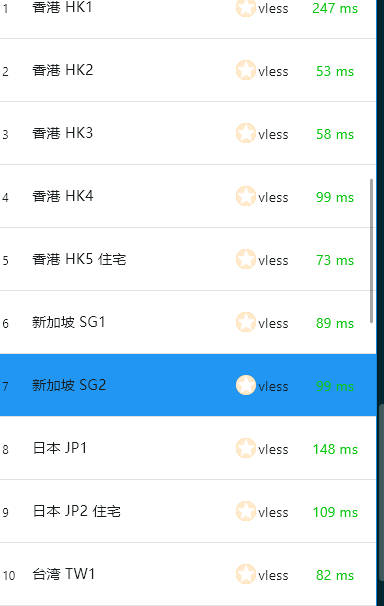 1 香港 HK1 vless 247 ms
2 香港 HK2 vless 53 ms
3 香港 HK3 vless 58 ms
4 香港 HK4 vless 99 ms
5 香港 HK5 住宅 vless 73 ms
6 新加坡 SG1 vless 89 ms
7 新加坡 SG2 vless 99 ms
8 日本 JP1 vless 148 ms
9 日本 JP2 住宅 vless 109 ms
10 台湾 TW1 vless 82 ms